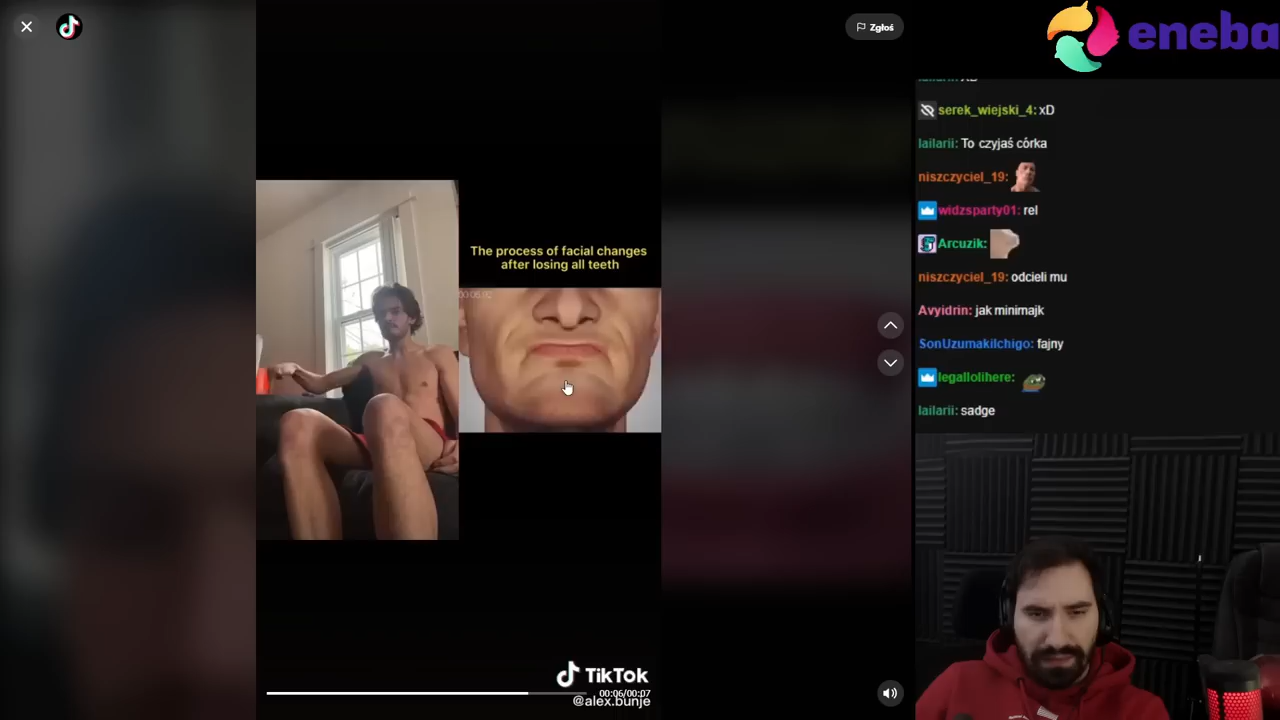 Zgłoś
eneba
serek_wiejski_4: xD
lailarii: To czyjaś córka
niszczyciel_19:
widzsparty01: rel
Arcuzik:
niszczyciel_19: odcieli mu
Avyidrin: jak minimajk
SonUzumakiIchigo: fajny
legallolihere:
lailarii: sadge
The process of facial changes
after losing all teeth
TikTok
00:06/00:07
@alex.bunje